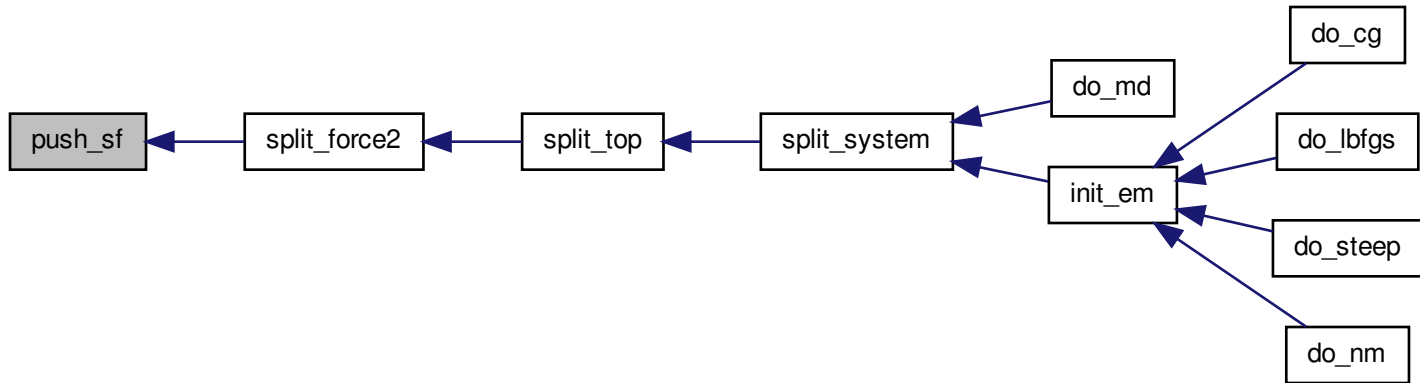 push_sf
split_force2
split_top
split_system
do_md
init_em
do_cg
do_lbfgs
do_steep
do_nm